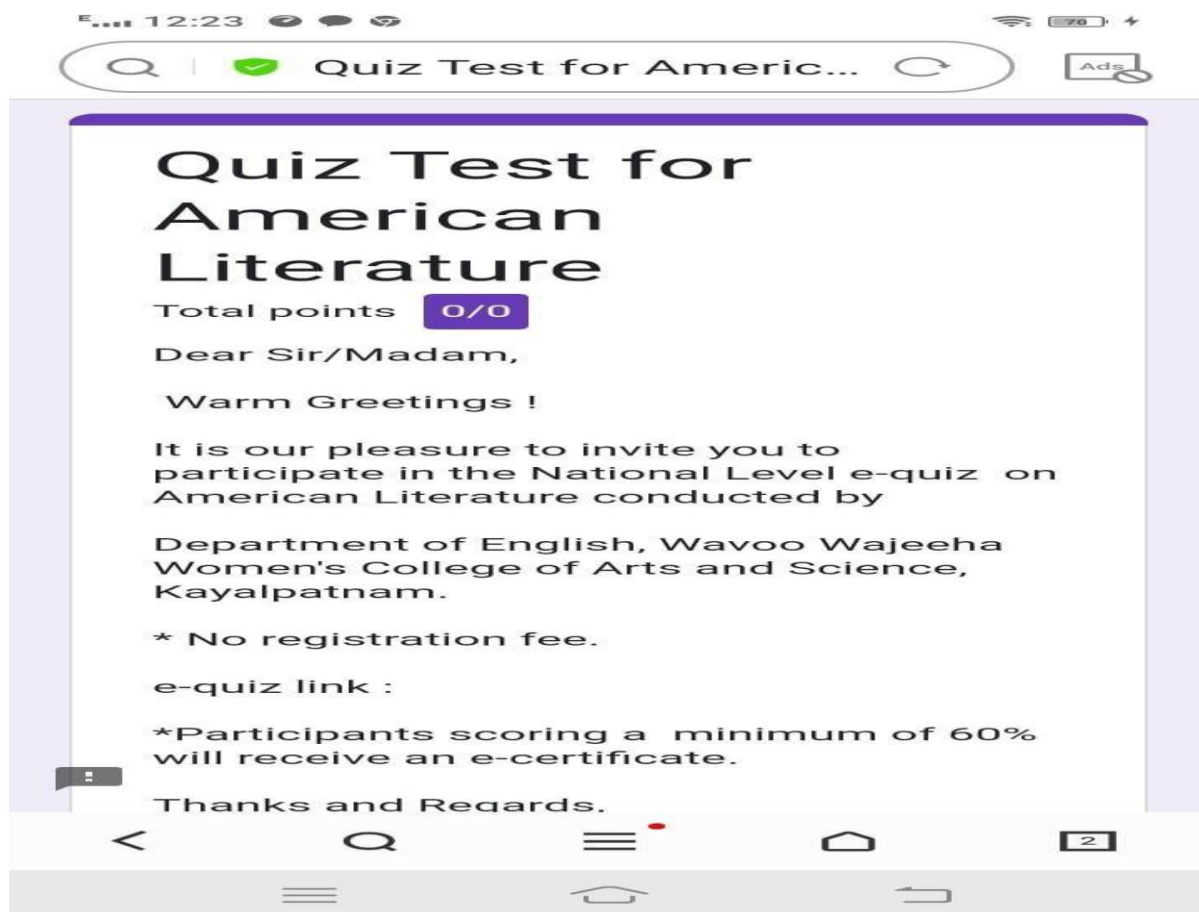 E 12:23 70
Quiz Test for Americ...
Ads
Quiz Test for
American
Literature
Total points 0/0
Dear Sir/Madam,
Warm Greetings !
It is our pleasure to invite you to
participate in the National Level e-quiz on
American Literature conducted by
Department of English, Wavoo Wajeeha
Women's College of Arts and Science,
Kayalpatnam.
* No registration fee.
e-quiz link :
*Participants scoring a minimum of 60%
will receive an e-certificate.
Thanks and Regards,
2